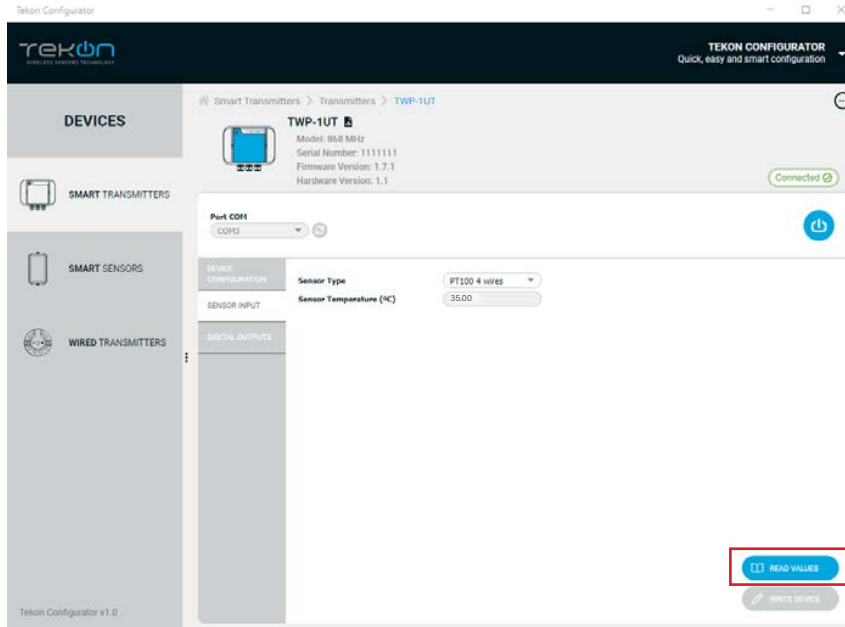 Tekon Configurator
TEKON
WIRELESS SENSORS TECHNOLOGY
TEKON CONFIGURATOR
Quick, easy and smart configuration
DEVICES
SMART TRANSMITTERS
SMART SENSORS
WIRED TRANSMITTERS
Tekon Configurator v1.0
Smart Transmitters > Transmitters > TWP-1UT
TWP-1UT
Model: 868 MHz
Serial Number: 1111111
Firmware Version: 1.7.1
Hardware Version: 1.1
Connected
Port COM
COM3
DEVICE
CONFIGURATION
SENSOR INPUT
DIGITAL OUTPUTS
Sensor Type PT100 4 wires
Sensor Temperature (ºC) 35.00
READ VALUES
WRITE DEVICE